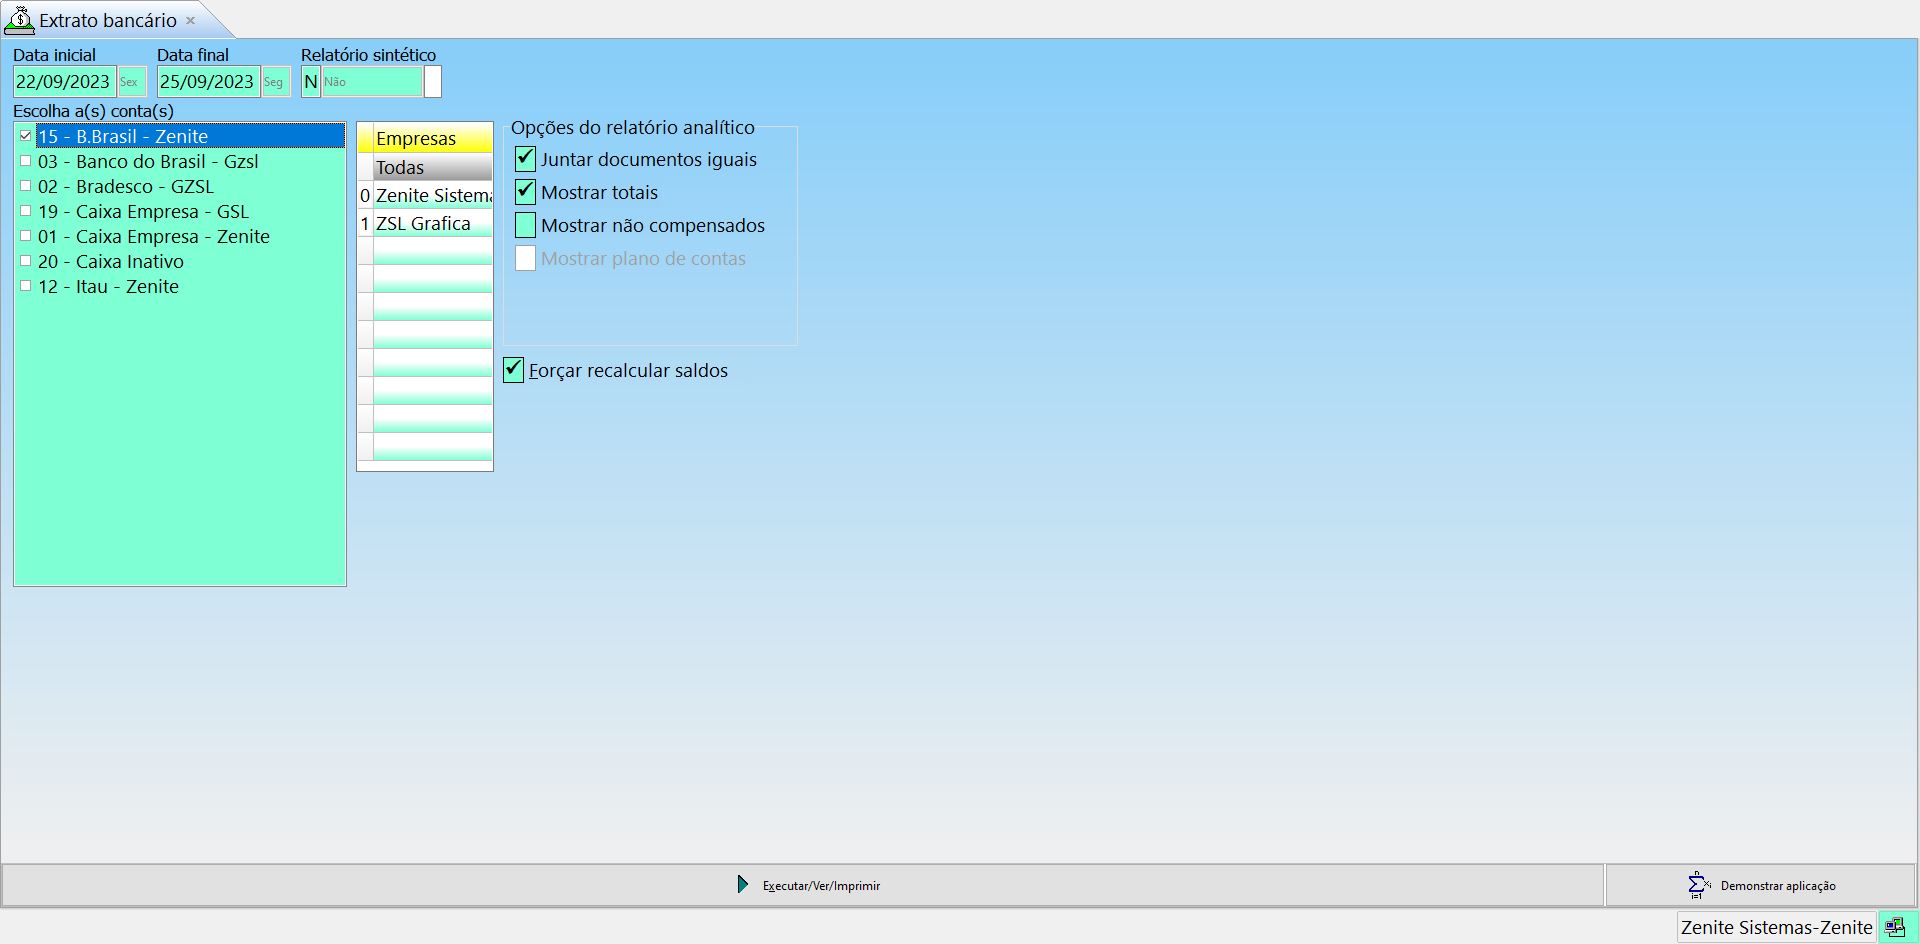 Extrato bancário
Data inicial
Data final
Relatório sintético
22/09/2023 Sex
25/09/2023 Seg
N Não
Escolha a(s) conta(s)
15 - B.Brasil - Zenite
03 - Banco do Brasil - Gzsl
02 - Bradesco - GZSL
19 - Caixa Empresa - GSL
01 - Caixa Empresa - Zenite
20 - Caixa Inativo
12 - Itau - Zenite
Empresas
Todas
0 Zenite Sistema
1 ZSL Grafica
Opções do relatório analítico
Juntar documentos iguais
Mostrar totais
Mostrar não compensados
Mostrar plano de contas
Forçar recalcular saldos
Executar/Ver/Imprimir
Demonstrar aplicação
Zenite Sistemas-Zenite